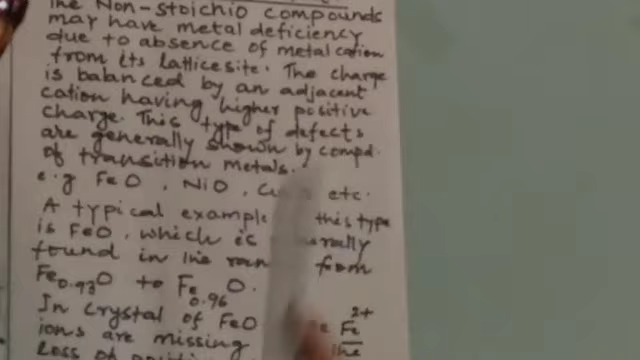 The Non-stoichio compounds
may have metal deficiency
due to absence of metal cation
from its lattice site. The charge
is balanced by an adjacent
cation having higher positive
charge. This type of defects
are generally shown by compd.
of transition metals.
e.g FeO, NiO, etc.
A typical example this type
is FeO, which is
found in the from
Fe0.93O to Fe0.96O.
In Crystal of FeO Fe2+
ions are missing the
Loss of